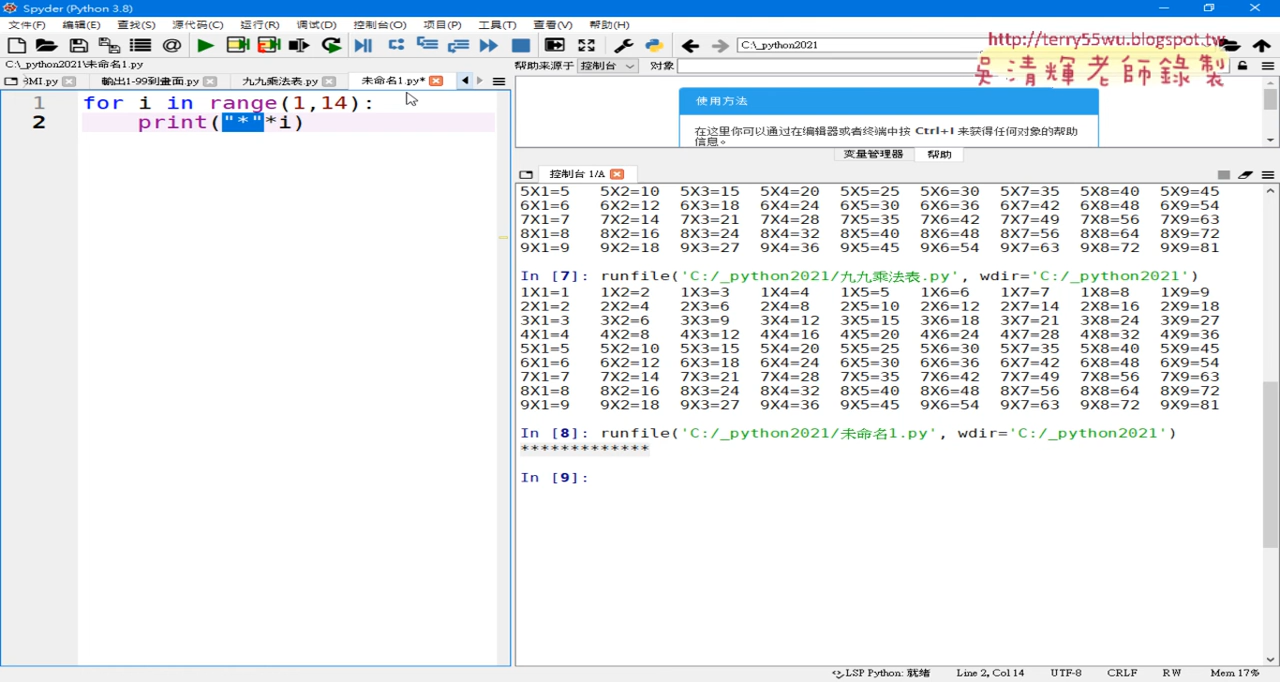 Spyder (Python 3.8)
文件(F) 编辑(E) 查找(S) 源代码(C) 运行(R) 调试(D) 控制台(O) 项目(P) 工具(T) 查看(V) 帮助(H)
C:\_python2021
http://terry55wu.blogspot.tw
吳清輝老師錄製
C:\_python2021\未命名1.py
帮助来源于 控制台 对象
3MI.py 輸出1-99到畫面.py 九九乘法表.py 未命名1.py*
1 for i in range(1,14):
2 print("*"*i)
使用方法
在这里你可以通过在编辑器或者终端中按 Ctrl+I 来获得任何对象的帮助
信息。
变量管理器 帮助
控制台 1/A
5X1=5 5X2=10 5X3=15 5X4=20 5X5=25 5X6=30 5X7=35 5X8=40 5X9=45
6X1=6 6X2=12 6X3=18 6X4=24 6X5=30 6X6=36 6X7=42 6X8=48 6X9=54
7X1=7 7X2=14 7X3=21 7X4=28 7X5=35 7X6=42 7X7=49 7X8=56 7X9=63
8X1=8 8X2=16 8X3=24 8X4=32 8X5=40 8X6=48 8X7=56 8X8=64 8X9=72
9X1=9 9X2=18 9X3=27 9X4=36 9X5=45 9X6=54 9X7=63 9X8=72 9X9=81
In [7]: runfile('C:/_python2021/九九乘法表.py', wdir='C:/_python2021')
1X1=1 1X2=2 1X3=3 1X4=4 1X5=5 1X6=6 1X7=7 1X8=8 1X9=9
2X1=2 2X2=4 2X3=6 2X4=8 2X5=10 2X6=12 2X7=14 2X8=16 2X9=18
3X1=3 3X2=6 3X3=9 3X4=12 3X5=15 3X6=18 3X7=21 3X8=24 3X9=27
4X1=4 4X2=8 4X3=12 4X4=16 4X5=20 4X6=24 4X7=28 4X8=32 4X9=36
5X1=5 5X2=10 5X3=15 5X4=20 5X5=25 5X6=30 5X7=35 5X8=40 5X9=45
6X1=6 6X2=12 6X3=18 6X4=24 6X5=30 6X6=36 6X7=42 6X8=48 6X9=54
7X1=7 7X2=14 7X3=21 7X4=28 7X5=35 7X6=42 7X7=49 7X8=56 7X9=63
8X1=8 8X2=16 8X3=24 8X4=32 8X5=40 8X6=48 8X7=56 8X8=64 8X9=72
9X1=9 9X2=18 9X3=27 9X4=36 9X5=45 9X6=54 9X7=63 9X8=72 9X9=81
In [8]: runfile('C:/_python2021/未命名1.py', wdir='C:/_python2021')
*************
In [9]:
LSP Python: 就绪 Line 2, Col 14 UTF-8 CRLF RW Mem 17%